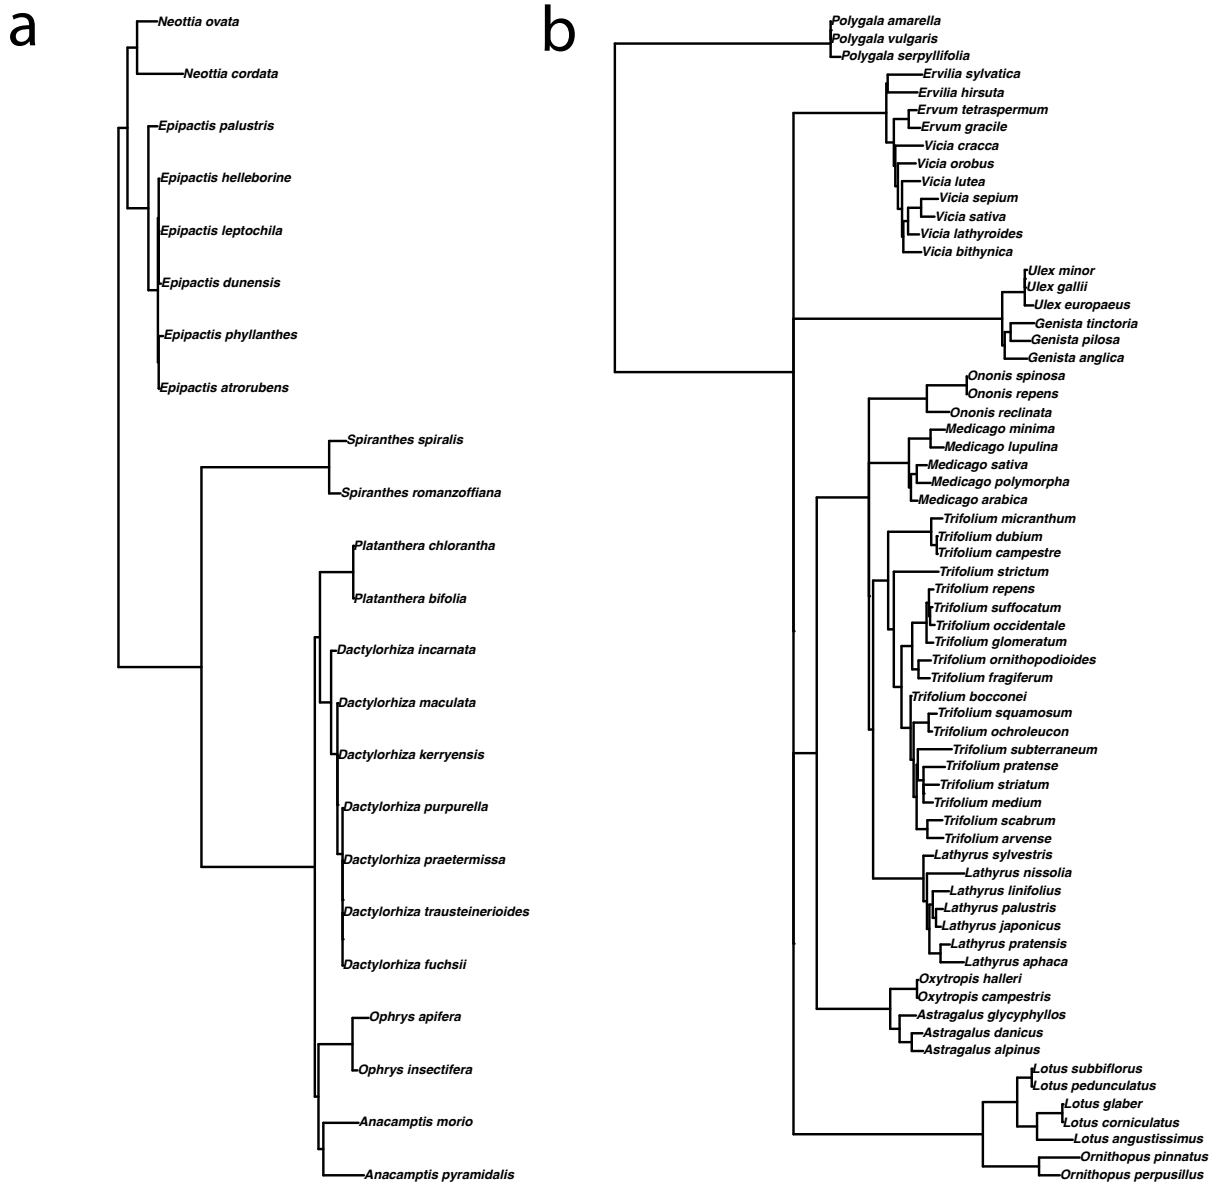 a
Neottia ovata
Neottia cordata
Epipactis palustris
Epipactis helleborine
Epipactis leptochila
Epipactis dunensis
Epipactis phyllanthes
Epipactis atrorubens
Spiranthes spiralis
Spiranthes romanzoffiana
Platanthera chlorantha
Platanthera bifolia
Dactylorhiza incarnata
Dactylorhiza maculata
Dactylorhiza kerryensis
Dactylorhiza purpurella
Dactylorhiza praetermissa
Dactylorhiza trausteinerioides
Dactylorhiza fuchsii
Ophrys apifera
Ophrys insectifera
Anacamptis morio
Anacamptis pyramidalis
b
Polygala amarella
Polygala vulgaris
Polygala serpyllifolia
Ervilia sylvatica
Ervilia hirsuta
Ervum tetraspermum
Ervum gracile
Vicia cracca
Vicia orobus
Vicia lutea
Vicia sepium
Vicia sativa
Vicia lathyroides
Vicia bithynica
Ulex minor
Ulex gallii
Ulex europaeus
Genista tinctoria
Genista pilosa
Genista anglica
Ononis spinosa
Ononis repens
Ononis reclinata
Medicago minima
Medicago lupulina
Medicago sativa
Medicago polymorpha
Medicago arabica
Trifolium micranthum
Trifolium dubium
Trifolium campestre
Trifolium strictum
Trifolium repens
Trifolium suffocatum
Trifolium occidentale
Trifolium glomeratum
Trifolium ornithopodioides
Trifolium fragiferum
Trifolium bocconei
Trifolium squamosum
Trifolium ochroleucon
Trifolium subterraneum
Trifolium pratense
Trifolium striatum
Trifolium medium
Trifolium scabrum
Trifolium arvense
Lathyrus sylvestris
Lathyrus nissolia
Lathyrus linifolius
Lathyrus palustris
Lathyrus japonicus
Lathyrus pratensis
Lathyrus aphaca
Oxytropis halleri
Oxytropis campestris
Astragalus glycyphyllos
Astragalus danicus
Astragalus alpinus
Lotus subbiflorus
Lotus pedunculatus
Lotus glaber
Lotus corniculatus
Lotus angustissimus
Ornithopus pinnatus
Ornithopus perpusillus